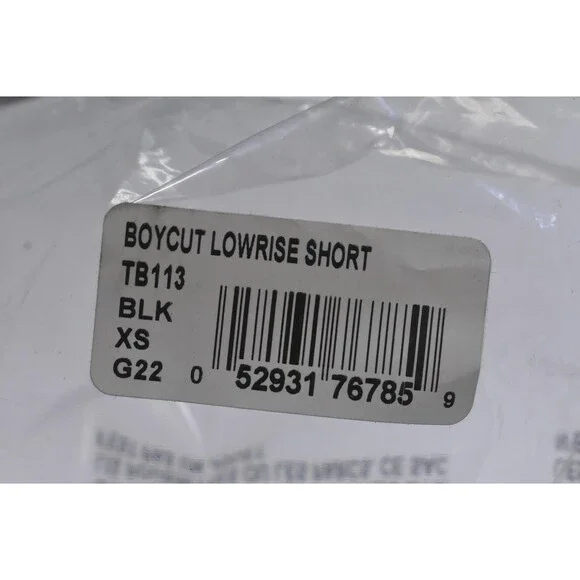 BOYCUT LOWRISE SHORT
TB113
BLK
XS
G22 0 52931 76785 9